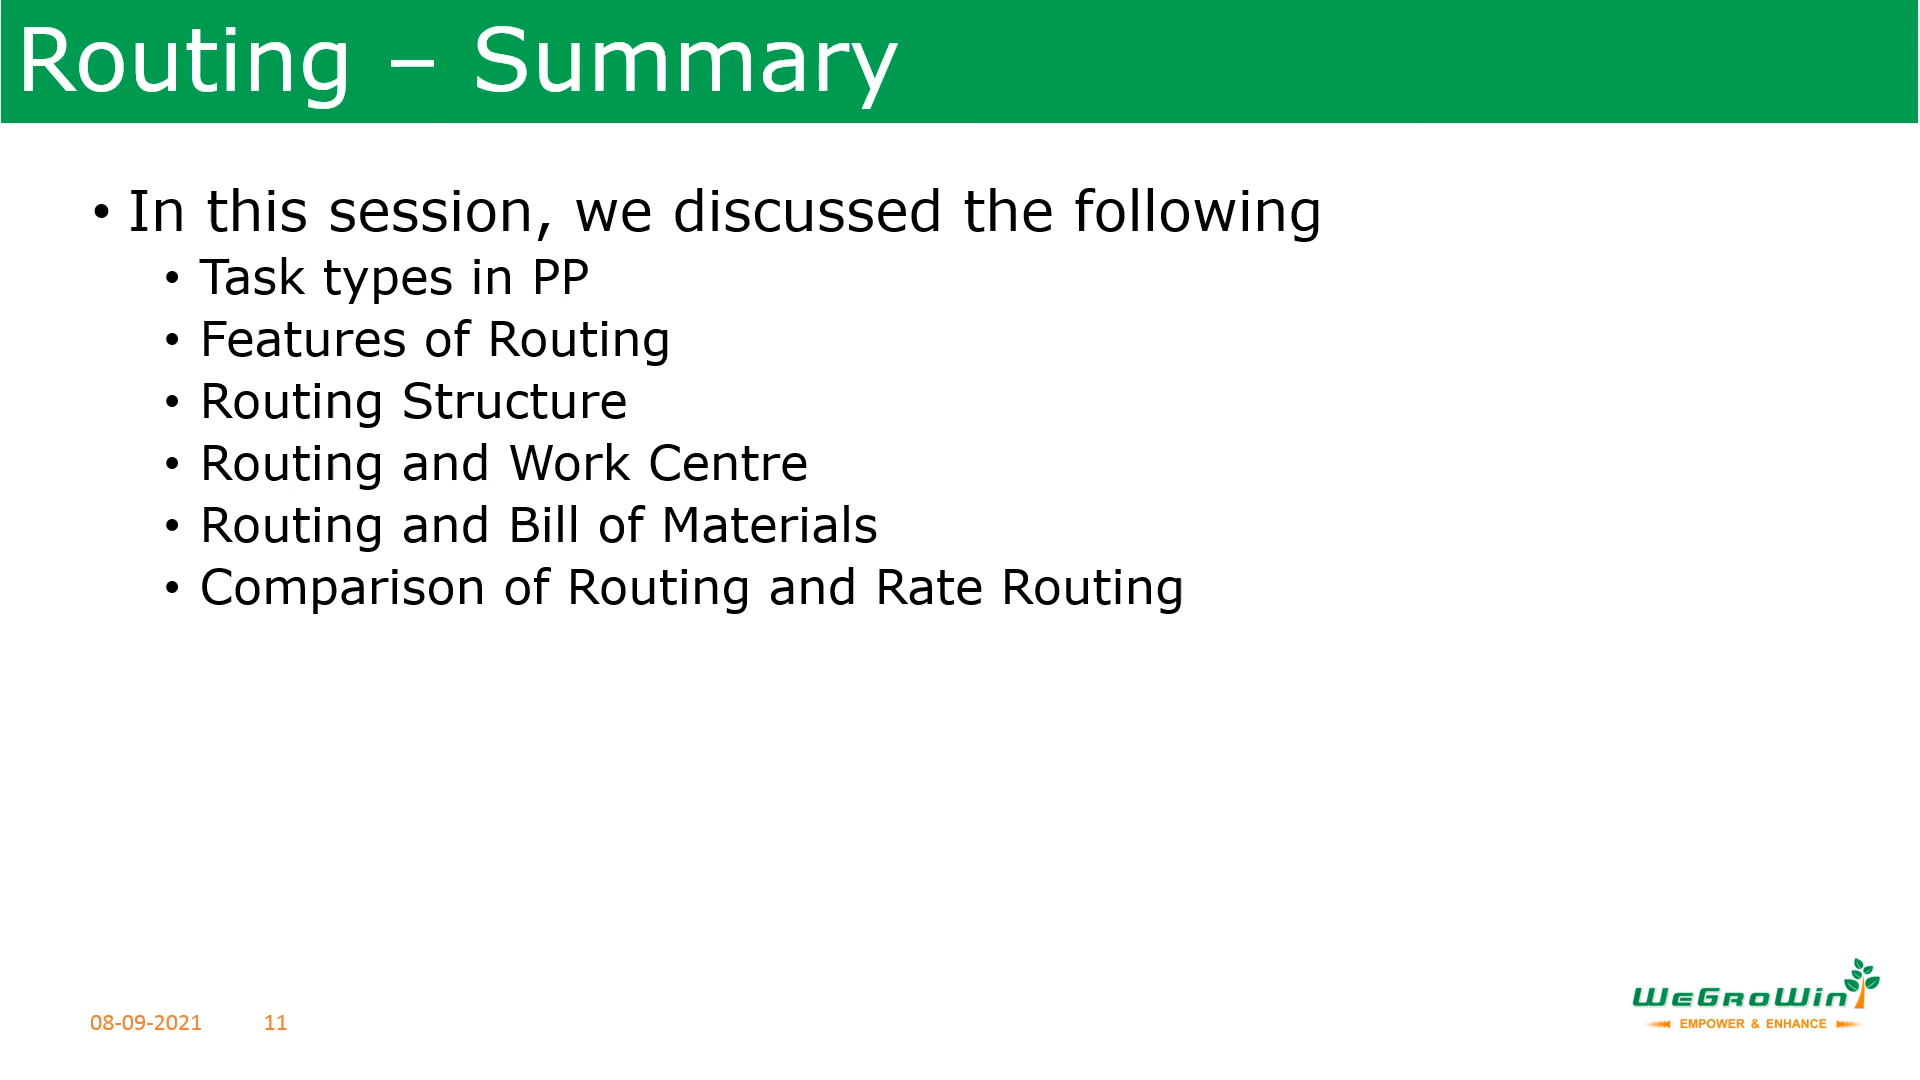 Routing – Summary
• In this session, we discussed the following
• Task types in PP
• Features of Routing
• Routing Structure
• Routing and Work Centre
• Routing and Bill of Materials
• Comparison of Routing and Rate Routing
08-09-2021 11
WeGroWin
EMPOWER & ENHANCE